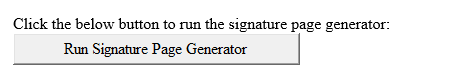 Click the below button to run the signature page generator:
Run Signature Page Generator